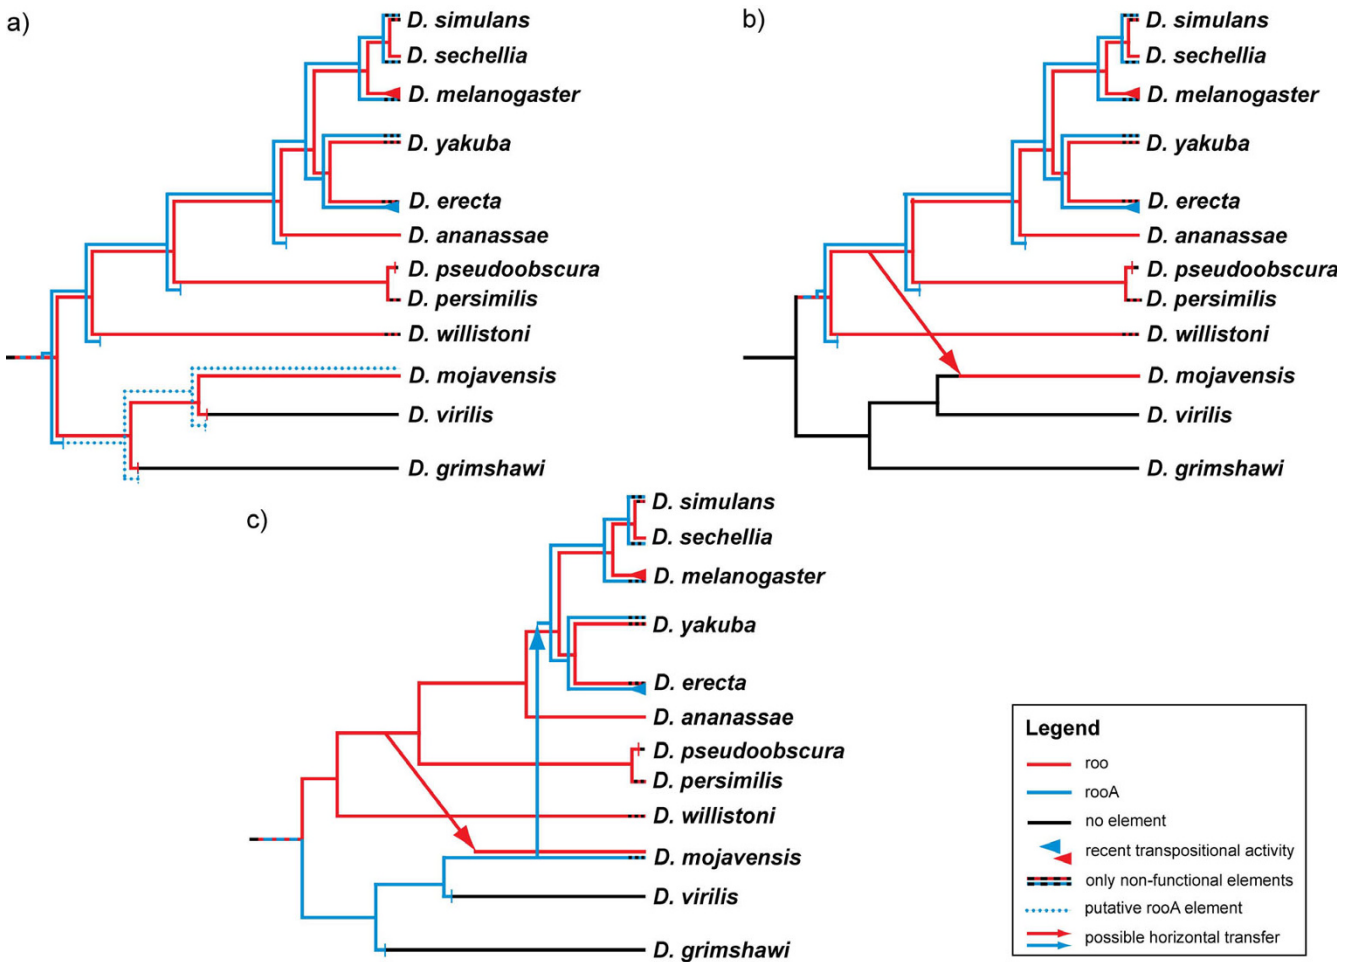 a)
D. simulans
D. sechellia
D. melanogaster
D. yakuba
D. erecta
D. ananassae
D. pseudoobscura
D. persimilis
D. willistoni
D. mojavensis
D. virilis
D. grimshawi
b)
D. simulans
D. sechellia
D. melanogaster
D. yakuba
D. erecta
D. ananassae
D. pseudoobscura
D. persimilis
D. willistoni
D. mojavensis
D. virilis
D. grimshawi
c)
D. simulans
D. sechellia
D. melanogaster
D. yakuba
D. erecta
D. ananassae
D. pseudoobscura
D. persimilis
D. willistoni
D. mojavensis
D. virilis
D. grimshawi
Legend
roo
rooA
no element
recent transpositional activity
only non-functional elements
putative rooA element
possible horizontal transfer